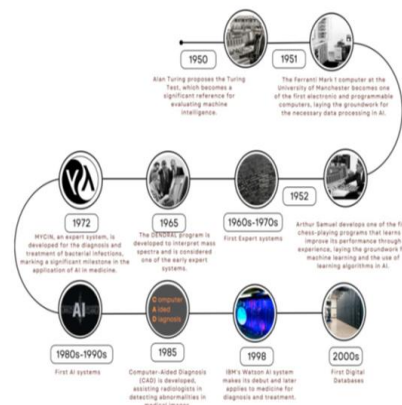 1950
1951
Alan Turing proposes the Turing
Test, which becomes a
significant reference for
evaluating machine
intelligence.
The Ferranti Mark 1 computer at the
University of Manchester becomes one
of the first electronic and programmable
computers, laying the groundwork for
the necessary data processing in AI.
1972
MYCIN, an expert system, is
developed for the diagnosis and
treatment of bacterial infections,
marking a significant milestone in the
application of AI in medicine.
1965
The DENDRAL program is
developed to interpret mass
spectra and is considered
one of the early expert
systems.
1960s-1970s
First Expert systems
1952
Arthur Samuel develops one of the fi
chess-playing programs that learns
improve its performance through
experience, laying the groundwork f
machine learning and the use of
learning algorithms in AI.
AI
1980s-1990s
First AI systems
Computer
Aided
Diagnosis
1985
Computer-Aided Diagnosis
(CAD) is developed,
assisting radiologists in
detecting abnormalities in
medical images
1998
IBM's Watson AI system
makes its debut and later
applies to medicine for
diagnosis and treatment.
2000s
First Digital
Databases